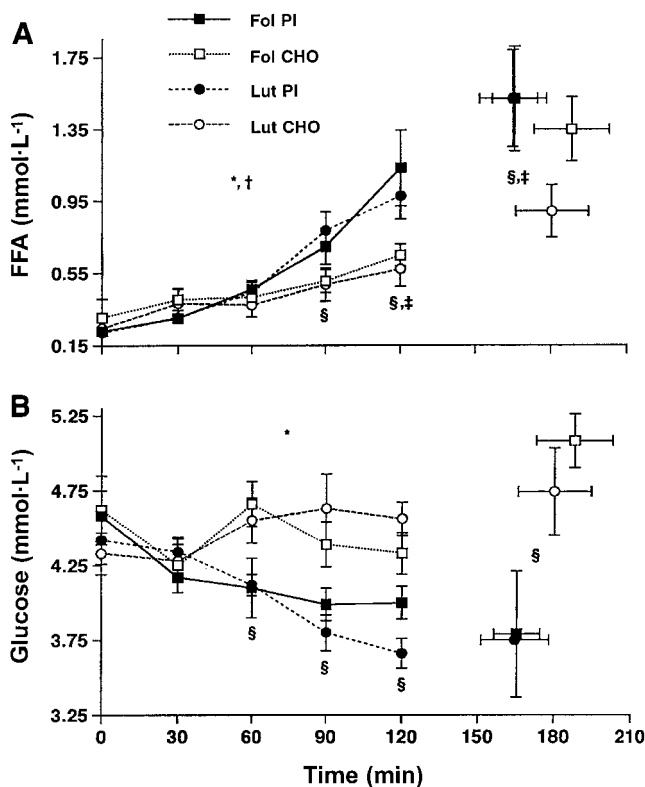 A
Fol PI
Fol CHO
Lut PI
Lut CHO
FFA (mmol·L-1)
1.75
1.35
0.95
0.55
0.15
*, †
§
§,‡
§,‡
B
Glucose (mmol·L-1)
5.25
4.75
4.25
3.75
3.25
*
§
§
§
§
0 30 60 90 120 150 180 210
Time (min)